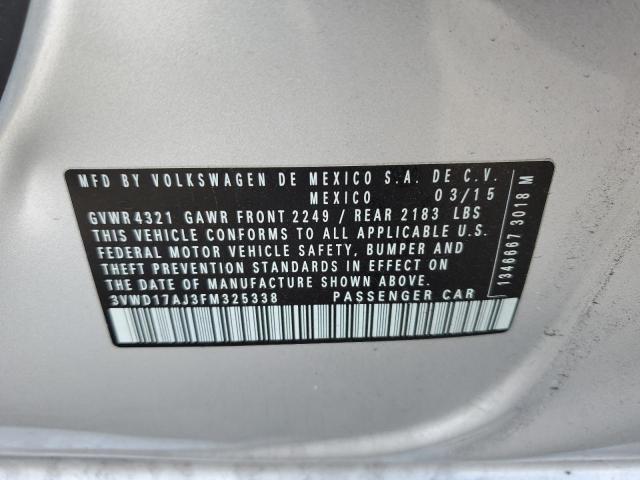 MFD BY VOLKSWAGEN DE MEXICO S.A. DE C.V.
MEXICO 03/15
GVWR 4321 GAWR FRONT 2249 / REAR 2183 LBS
THIS VEHICLE CONFORMS TO ALL APPLICABLE U.S.
FEDERAL MOTOR VEHICLE SAFETY, BUMPER AND
THEFT PREVENTION STANDARDS IN EFFECT ON
THE DATE OF MANUFACTURE SHOWN ABOVE.
3VWD17AJ3FM325338 PASSENGER CAR
1346667 3018 M